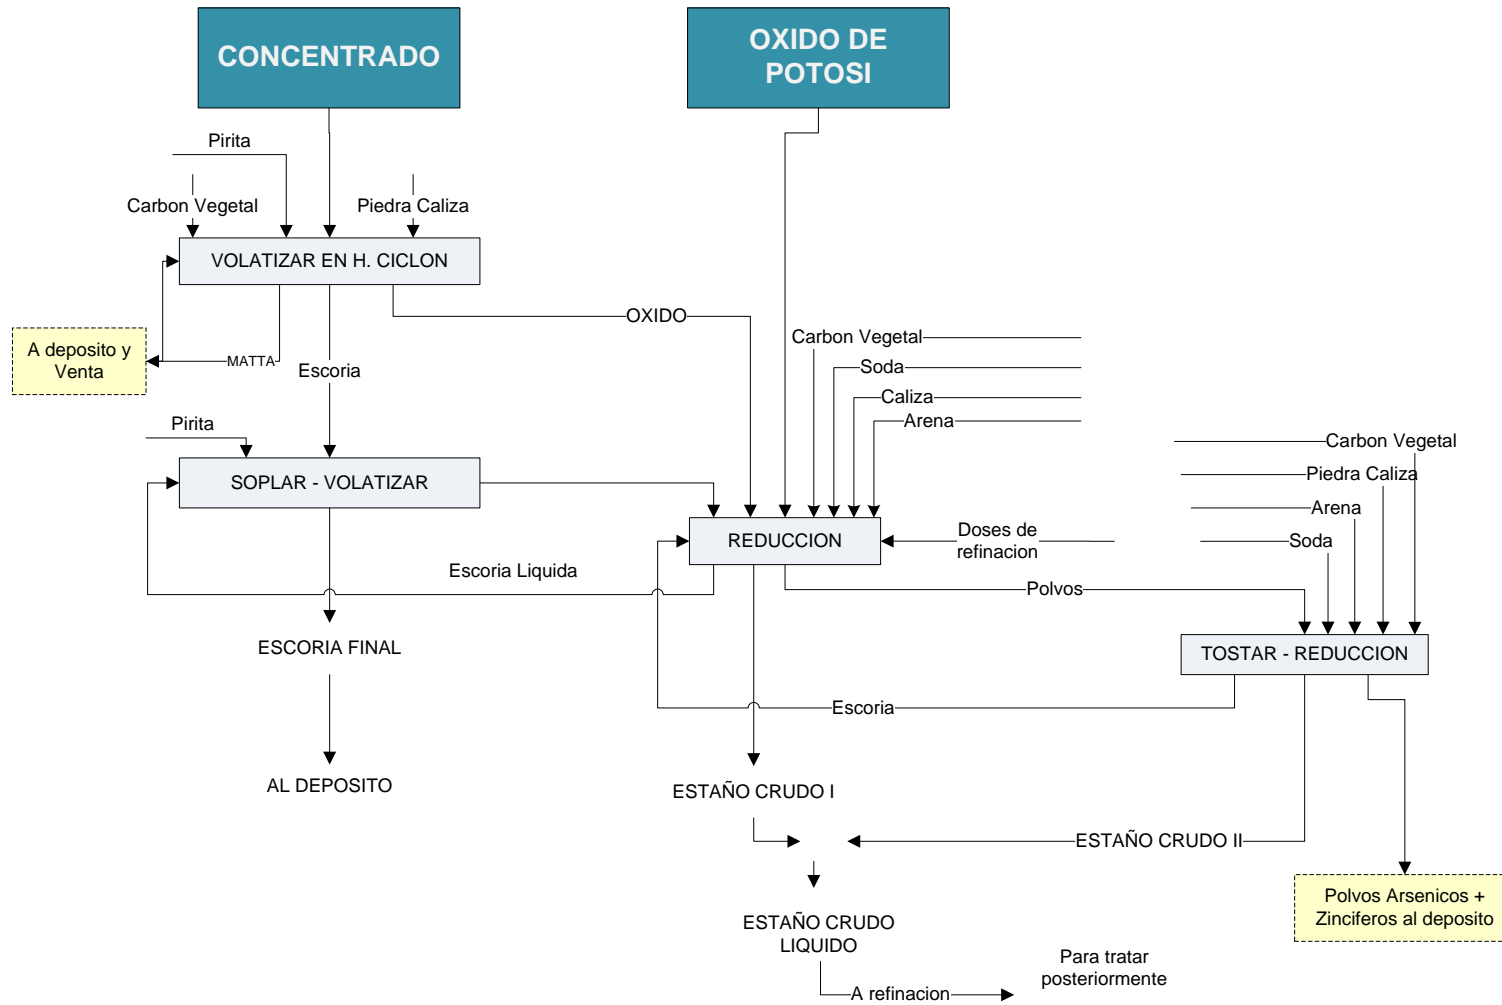 CONCENTRADO
OXIDO DE
POTOSI
Pirita
Carbon Vegetal
Piedra Caliza
VOLATIZAR EN H. CICLON
OXIDO
A deposito y
Venta
MATTA
Escoria
Carbon Vegetal
Soda
Caliza
Arena
Pirita
SOPLAR - VOLATIZAR
Carbon Vegetal
Piedra Caliza
Arena
Soda
REDUCCION
Doses de
refinacion
Escoria Liquida
Polvos
ESCORIA FINAL
TOSTAR - REDUCCION
Escoria
AL DEPOSITO
ESTAÑO CRUDO I
ESTAÑO CRUDO II
Polvos Arsenicos +
Zinciferos al deposito
ESTAÑO CRUDO
LIQUIDO
Para tratar
posteriormente
A refinacion